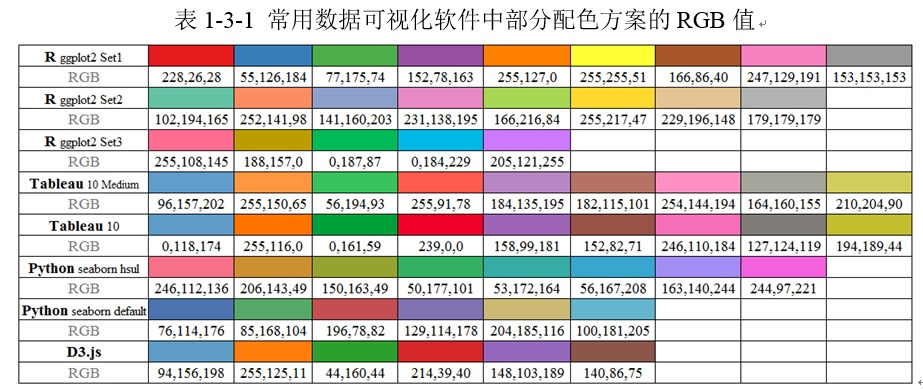 表 1-3-1 常用数据可视化软件中部分配色方案的 RGB 值
R ggplot2 Set1
RGB 228,26,28 55,126,184 77,175,74 152,78,163 255,127,0 255,255,51 166,86,40 247,129,191 153,153,153
R ggplot2 Set2
RGB 102,194,165 252,141,98 141,160,203 231,138,195 166,216,84 255,217,47 229,196,148 179,179,179
R ggplot2 Set3
RGB 255,108,145 188,157,0 0,187,87 0,184,229 205,121,255
Tableau 10 Medium
RGB 96,157,202 255,150,65 56,194,93 255,91,78 184,135,195 182,115,101 254,144,194 164,160,155 210,204,90
Tableau 10
RGB 0,118,174 255,116,0 0,161,59 239,0,0 158,99,181 152,82,71 246,110,184 127,124,119 194,189,44
Python seaborn hsul
RGB 246,112,136 206,143,49 150,163,49 50,177,101 53,172,164 56,167,208 163,140,244 244,97,221
Python seaborn default
RGB 76,114,176 85,168,104 196,78,82 129,114,178 204,185,116 100,181,205
D3.js
RGB 94,156,198 255,125,11 44,160,44 214,39,40 148,103,189 140,86,75